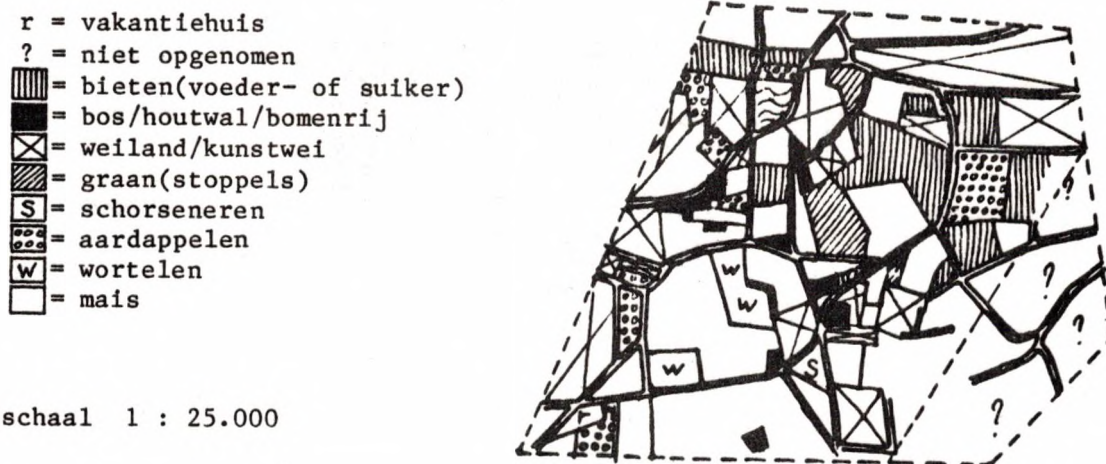 r = vakantiehuis
? = niet opgenomen
= bieten(voeder- of suiker)
= bos/houtwal/bomenrij
= weiland/kunstwei
= graan(stoppels)
S = schorseneren
= aardappelen
W = wortelen
= mais
schaal 1 : 25.000
?
W
W
?
?
W
S
r
?